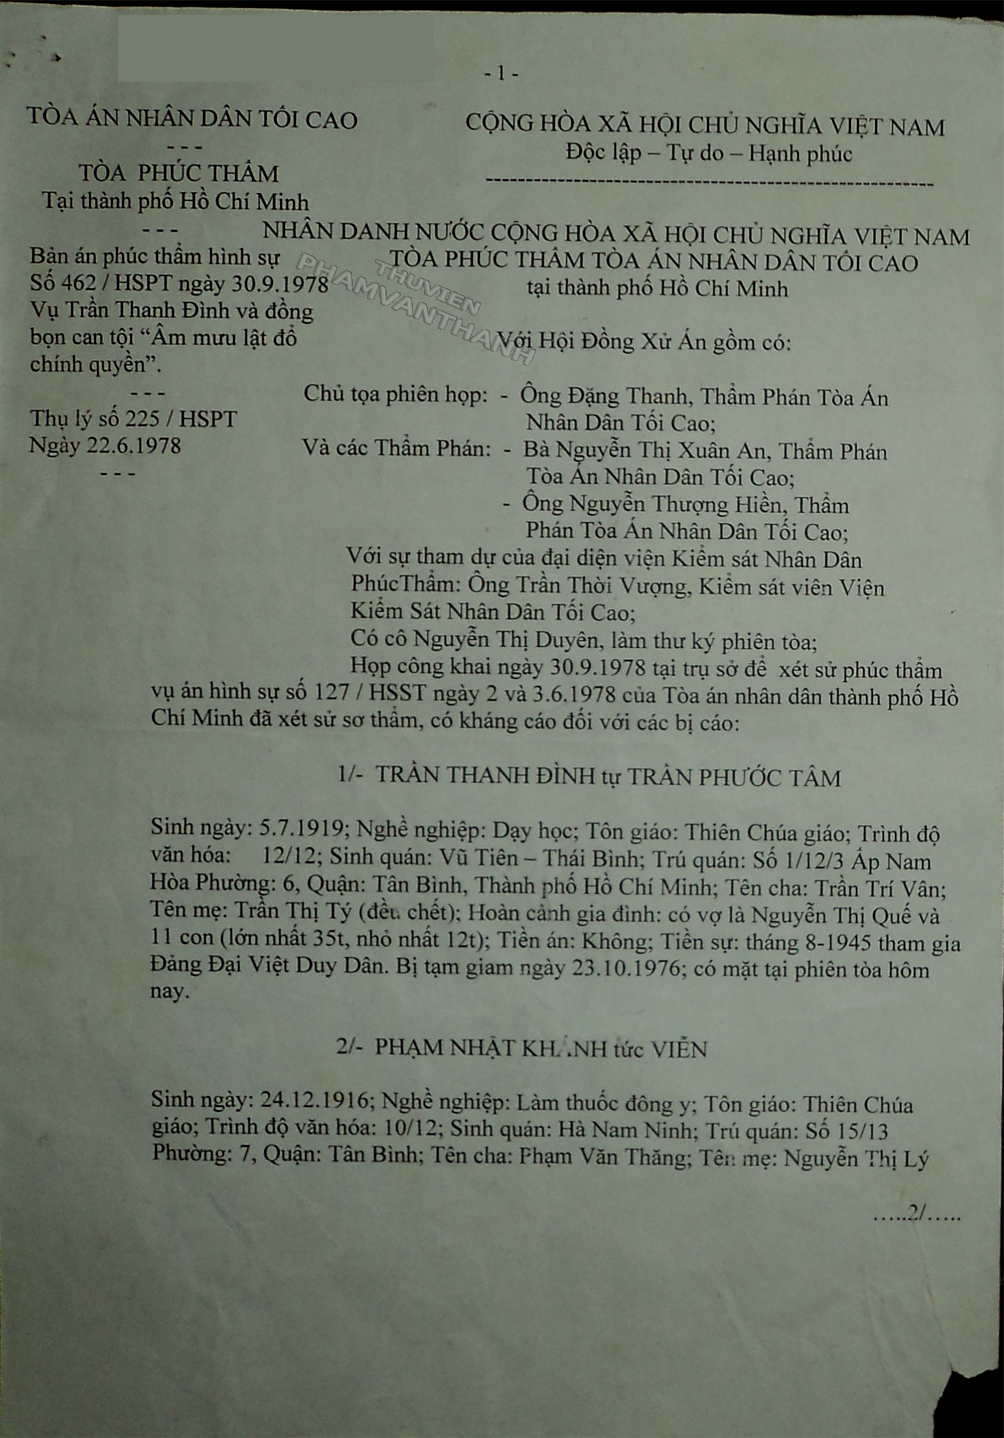 - 1 -
TÒA ÁN NHÂN DÂN TỐI CAO
- - -
TÒA PHÚC THẨM
Tại thành phố Hồ Chí Minh
- - -
Bản án phúc thẩm hình sự
Số 462 / HSPT ngày 30.9.1978
Vụ Trần Thanh Đình và đồng
bọn can tội “Âm mưu lật đổ
chính quyền”.
- - -
Thụ lý số 225 / HSPT
Ngày 22.6.1978
- - -
CỘNG HÒA XÃ HỘI CHỦ NGHĨA VIỆT NAM
Độc lập – Tự do – Hạnh phúc
--------------------------------------------------------
NHÂN DANH NƯỚC CỘNG HÒA XÃ HỘI CHỦ NGHĨA VIỆT NAM
TÒA PHÚC THẨM TÒA ÁN NHÂN DÂN TỐI CAO
tại thành phố Hồ Chí Minh
THUVIEN
PHAMVANTHANH
Với Hội Đồng Xử Án gồm có:
Chủ tọa phiên họp: - Ông Đặng Thanh, Thẩm Phán Tòa Án
Nhân Dân Tối Cao;
Và các Thẩm Phán: - Bà Nguyễn Thị Xuân An, Thẩm Phán
Tòa Án Nhân Dân Tối Cao;
- Ông Nguyễn Thượng Hiền, Thẩm
Phán Tòa Án Nhân Dân Tối Cao;
Với sự tham dự của đại diện viện Kiểm sát Nhân Dân
PhúcThẩm: Ông Trần Thời Vượng, Kiểm sát viên Viện
Kiểm Sát Nhân Dân Tối Cao;
Có cô Nguyễn Thị Duyên, làm thư ký phiên tòa;
Họp công khai ngày 30.9.1978 tại trụ sở để xét sử phúc thẩm
vụ án hình sự số 127 / HSST ngày 2 và 3.6.1978 của Tòa án nhân dân thành phố Hồ
Chí Minh đã xét sử sơ thẩm, có kháng cáo đối với các bị cáo:
1/- TRẦN THANH ĐÌNH tự TRẦN PHƯỚC TÂM
Sinh ngày: 5.7.1919; Nghề nghiệp: Dạy học; Tôn giáo: Thiên Chúa giáo; Trình độ
văn hóa: 12/12; Sinh quán: Vũ Tiên – Thái Bình; Trú quán: Số 1/12/3 Ấp Nam
Hòa Phường: 6, Quận: Tân Bình, Thành phố Hồ Chí Minh; Tên cha: Trần Trí Vân;
Tên mẹ: Trần Thị Tý (đều chết); Hoàn cảnh gia đình: có vợ là Nguyễn Thị Quế và
11 con (lớn nhất 35t, nhỏ nhất 12t); Tiền án: Không; Tiền sự: tháng 8-1945 tham gia
Đảng Đại Việt Duy Dân. Bị tạm giam ngày 23.10.1976; có mặt tại phiên tòa hôm
nay.
2/- PHẠM NHẬT KHÁNH tức VIỄN
Sinh ngày: 24.12.1916; Nghề nghiệp: Làm thuốc đông y; Tôn giáo: Thiên Chúa
giáo; Trình độ văn hóa: 10/12; Sinh quán: Hà Nam Ninh; Trú quán: Số 15/13
Phường: 7, Quận: Tân Bình; Tên cha: Phạm Văn Thăng; Tên mẹ: Nguyễn Thị Lý
…..2/…..